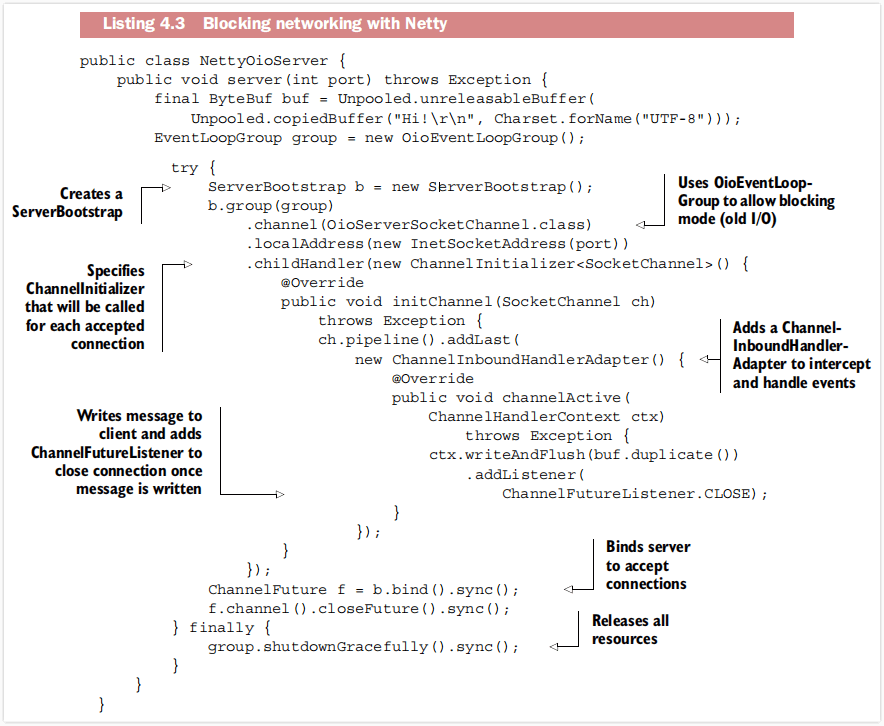 Listing 4.3 Blocking networking with Netty
public class NettyOioServer {
public void server(int port) throws Exception {
final ByteBuf buf = Unpooled.unreleasableBuffer(
Unpooled.copiedBuffer("Hi!\r\n", Charset.forName("UTF-8")));
EventLoopGroup group = new OioEventLoopGroup();
try {
ServerBootstrap b = new ServerBootstrap();
b.group(group)
.channel(OioServerSocketChannel.class)
.localAddress(new InetSocketAddress(port))
.childHandler(new ChannelInitializer<SocketChannel>() {
@Override
public void initChannel(SocketChannel ch)
throws Exception {
ch.pipeline().addLast(
new ChannelInboundHandlerAdapter() {
@Override
public void channelActive(
ChannelHandlerContext ctx)
throws Exception {
ctx.writeAndFlush(buf.duplicate())
.addListener(
ChannelFutureListener.CLOSE);
}
});
}
});
ChannelFuture f = b.bind().sync();
f.channel().closeFuture().sync();
} finally {
group.shutdownGracefully().sync();
}
}
}
Creates a
ServerBootstrap
Uses OioEventLoop-
Group to allow blocking
mode (old I/O)
Specifies
ChannelInitializer
that will be called
for each accepted
connection
Adds a Channel-
InboundHandler-
Adapter to intercept
and handle events
Writes message to
client and adds
ChannelFutureListener to
close connection once
message is written
Binds server
to accept
connections
Releases all
resources